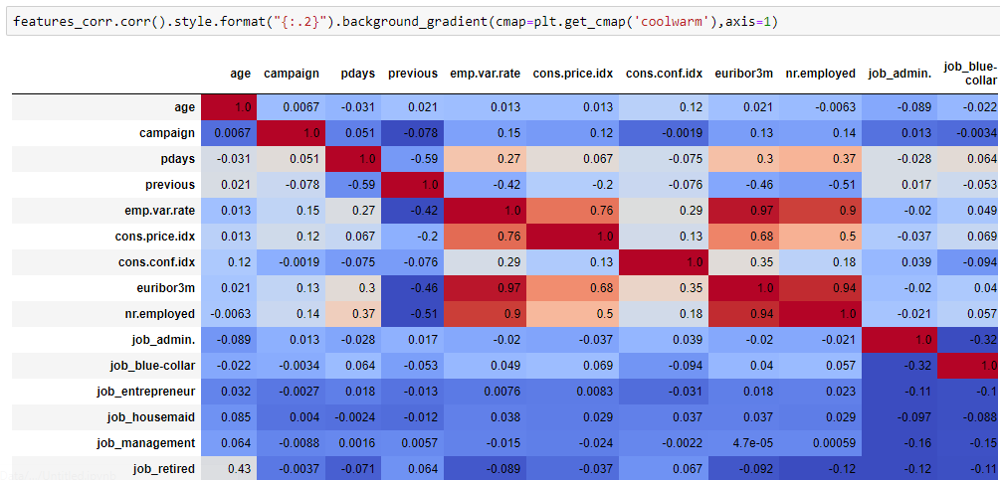 features_corr.corr().style.format("{:.2}").background_gradient(cmap=plt.get_cmap('coolwarm'),axis=1)
age campaign pdays previous emp.var.rate cons.price.idx cons.conf.idx euribor3m nr.employed job_admin. job_blue-collar
age 1.0 0.0067 -0.031 0.021 0.013 0.013 0.12 0.021 -0.0063 -0.089 -0.022
campaign 0.0067 1.0 0.051 -0.078 0.15 0.12 -0.0019 0.13 0.14 0.013 -0.0034
pdays -0.031 0.051 1.0 -0.59 0.27 0.067 -0.075 0.3 0.37 -0.028 0.064
previous 0.021 -0.078 -0.59 1.0 -0.42 -0.2 -0.076 -0.46 -0.51 0.017 -0.053
emp.var.rate 0.013 0.15 0.27 -0.42 1.0 0.76 0.29 0.97 0.9 -0.02 0.049
cons.price.idx 0.013 0.12 0.067 -0.2 0.76 1.0 0.13 0.68 0.5 -0.037 0.069
cons.conf.idx 0.12 -0.0019 -0.075 -0.076 0.29 0.13 1.0 0.35 0.18 0.039 -0.094
euribor3m 0.021 0.13 0.3 -0.46 0.97 0.68 0.35 1.0 0.94 -0.02 0.04
nr.employed -0.0063 0.14 0.37 -0.51 0.9 0.5 0.18 0.94 1.0 -0.021 0.057
job_admin. -0.089 0.013 -0.028 0.017 -0.02 -0.037 0.039 -0.02 -0.021 1.0 -0.32
job_blue-collar -0.022 -0.0034 0.064 -0.053 0.049 0.069 -0.094 0.04 0.057 -0.32 1.0
job_entrepreneur 0.032 -0.0027 0.018 -0.013 0.0076 0.0083 -0.031 0.018 0.023 -0.11 -0.1
job_housemaid 0.085 0.004 -0.0024 -0.012 0.038 0.029 0.037 0.037 0.029 -0.097 -0.088
job_management 0.064 -0.0088 0.0016 0.0057 -0.015 -0.024 -0.0022 4.7e-05 0.00059 -0.16 -0.15
job_retired 0.43 -0.0037 -0.071 0.064 -0.089 -0.037 0.067 -0.092 -0.12 -0.12 -0.11